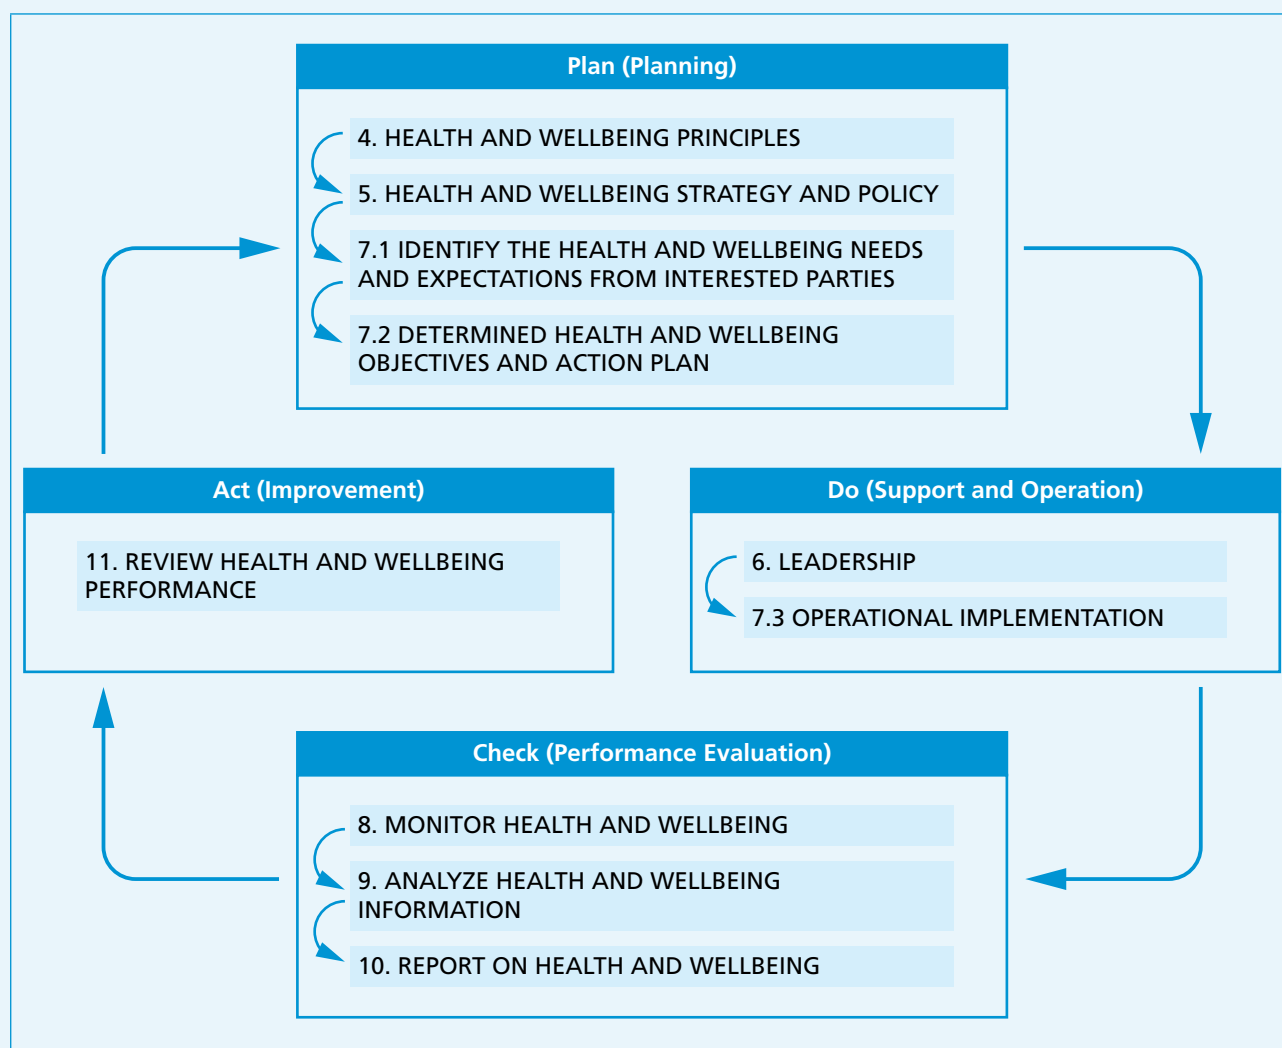 Plan (Planning)
4. HEALTH AND WELLBEING PRINCIPLES
5. HEALTH AND WELLBEING STRATEGY AND POLICY
7.1 IDENTIFY THE HEALTH AND WELLBEING NEEDS
AND EXPECTATIONS FROM INTERESTED PARTIES
7.2 DETERMINED HEALTH AND WELLBEING
OBJECTIVES AND ACTION PLAN
Act (Improvement)
11. REVIEW HEALTH AND WELLBEING
PERFORMANCE
Do (Support and Operation)
6. LEADERSHIP
7.3 OPERATIONAL IMPLEMENTATION
Check (Performance Evaluation)
8. MONITOR HEALTH AND WELLBEING
9. ANALYZE HEALTH AND WELLBEING
INFORMATION
10. REPORT ON HEALTH AND WELLBEING